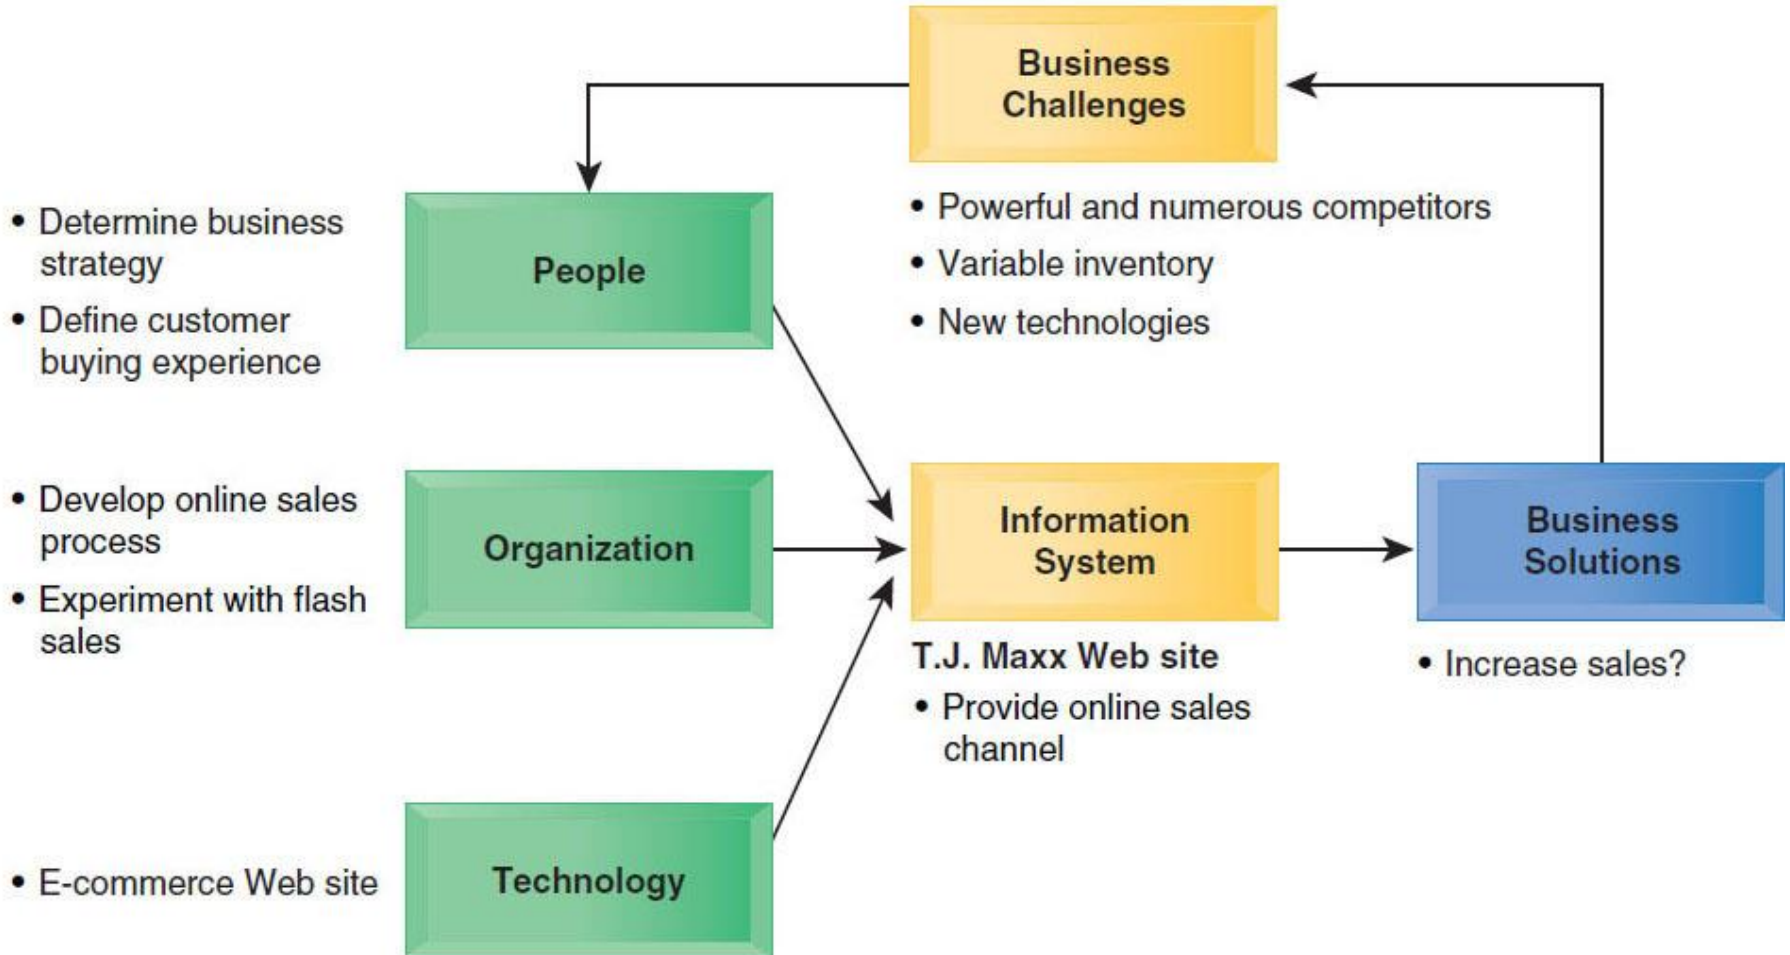 Business
Challenges
• Powerful and numerous competitors
• Variable inventory
• New technologies
• Determine business
strategy
• Define customer
buying experience
People
• Develop online sales
process
• Experiment with flash
sales
Organization
Information
System
T.J. Maxx Web site
• Provide online sales
channel
Business
Solutions
• Increase sales?
• E-commerce Web site
Technology